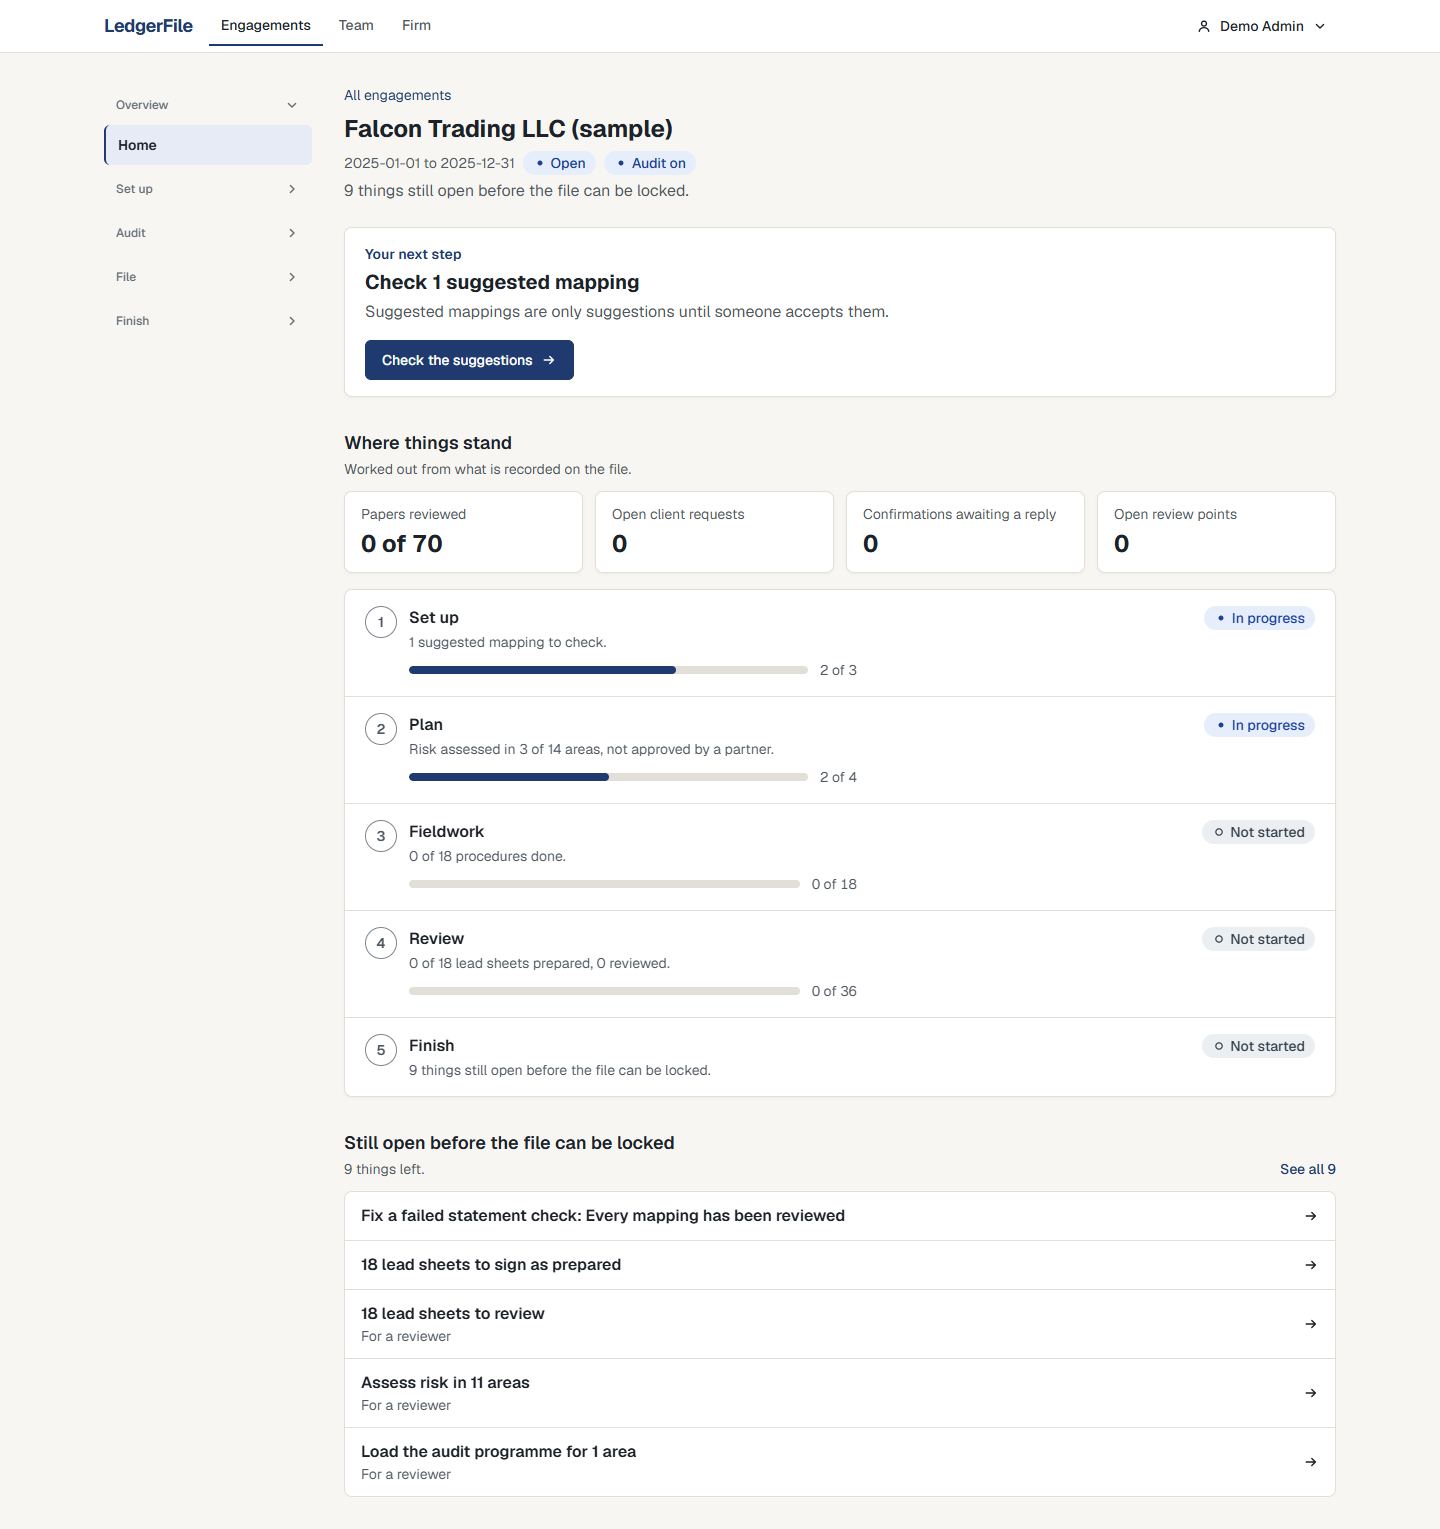 LedgerFile
Engagements
Team
Firm
Demo Admin
Overview
Home
Set up
Audit
File
Finish
All engagements
Falcon Trading LLC (sample)
2025-01-01 to 2025-12-31
Open
Audit on
9 things still open before the file can be locked.
Your next step
Check 1 suggested mapping
Suggested mappings are only suggestions until someone accepts them.
Check the suggestions →
Where things stand
Worked out from what is recorded on the file.
Papers reviewed
0 of 70
Open client requests
0
Confirmations awaiting a reply
0
Open review points
0
1
Set up
In progress
1 suggested mapping to check.
2 of 3
2
Plan
In progress
Risk assessed in 3 of 14 areas, not approved by a partner.
2 of 4
3
Fieldwork
Not started
0 of 18 procedures done.
0 of 18
4
Review
Not started
0 of 18 lead sheets prepared, 0 reviewed.
0 of 36
5
Finish
Not started
9 things still open before the file can be locked.
Still open before the file can be locked
9 things left.
See all 9
Fix a failed statement check: Every mapping has been reviewed →
18 lead sheets to sign as prepared →
18 lead sheets to review →
For a reviewer
Assess risk in 11 areas →
For a reviewer
Load the audit programme for 1 area →
For a reviewer